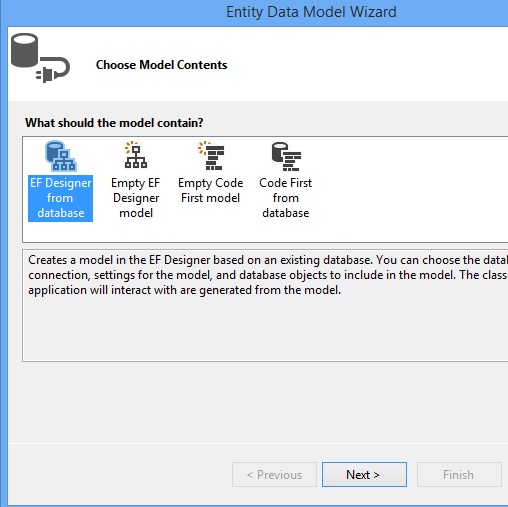 Entity Data Model Wizard
Choose Model Contents
What should the model contain?
EF Designer from database
Empty EF Designer model
Empty Code First model
Code First from database
Creates a model in the EF Designer based on an existing database. You can choose the datab
connection, settings for the model, and database objects to include in the model. The classe
application will interact with are generated from the model.
< Previous
Next >
Finish